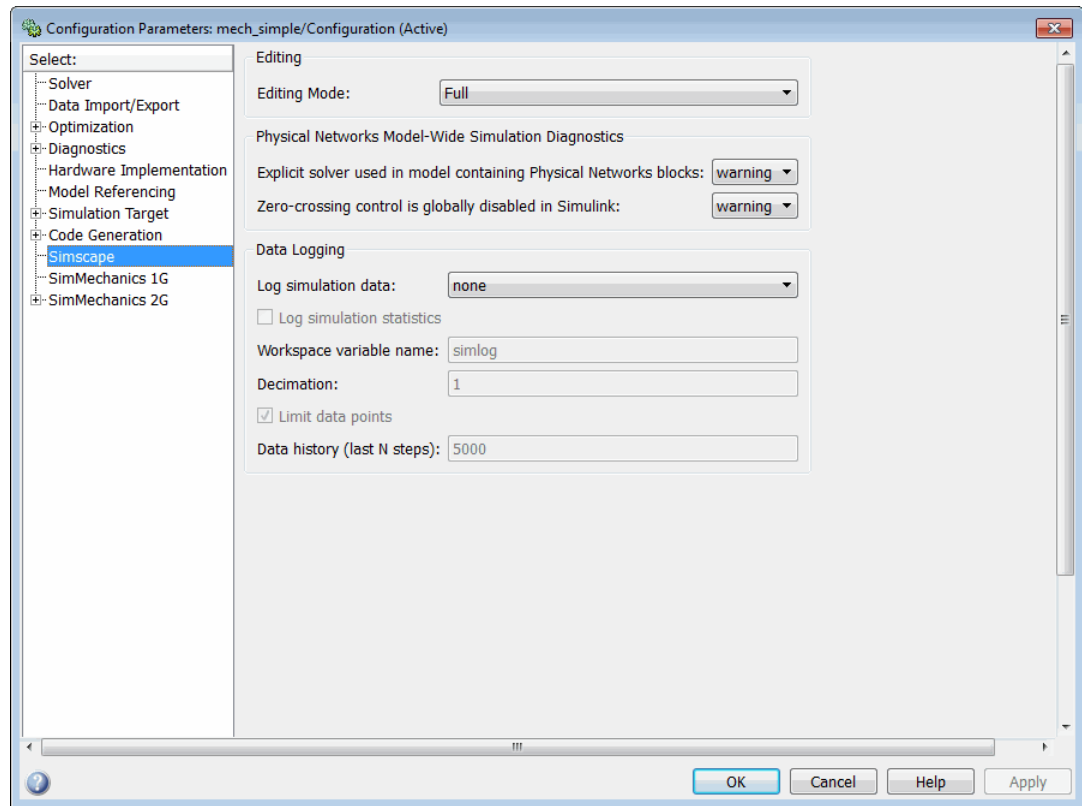 Configuration Parameters: mech_simple/Configuration (Active)
Select:
Solver
Data Import/Export
Optimization
Diagnostics
Hardware Implementation
Model Referencing
Simulation Target
Code Generation
Simscape
SimMechanics 1G
SimMechanics 2G
Editing
Editing Mode: Full
Physical Networks Model-Wide Simulation Diagnostics
Explicit solver used in model containing Physical Networks blocks: warning
Zero-crossing control is globally disabled in Simulink: warning
Data Logging
Log simulation data: none
Log simulation statistics
Workspace variable name: simlog
Decimation: 1
Limit data points
Data history (last N steps): 5000
OK Cancel Help Apply